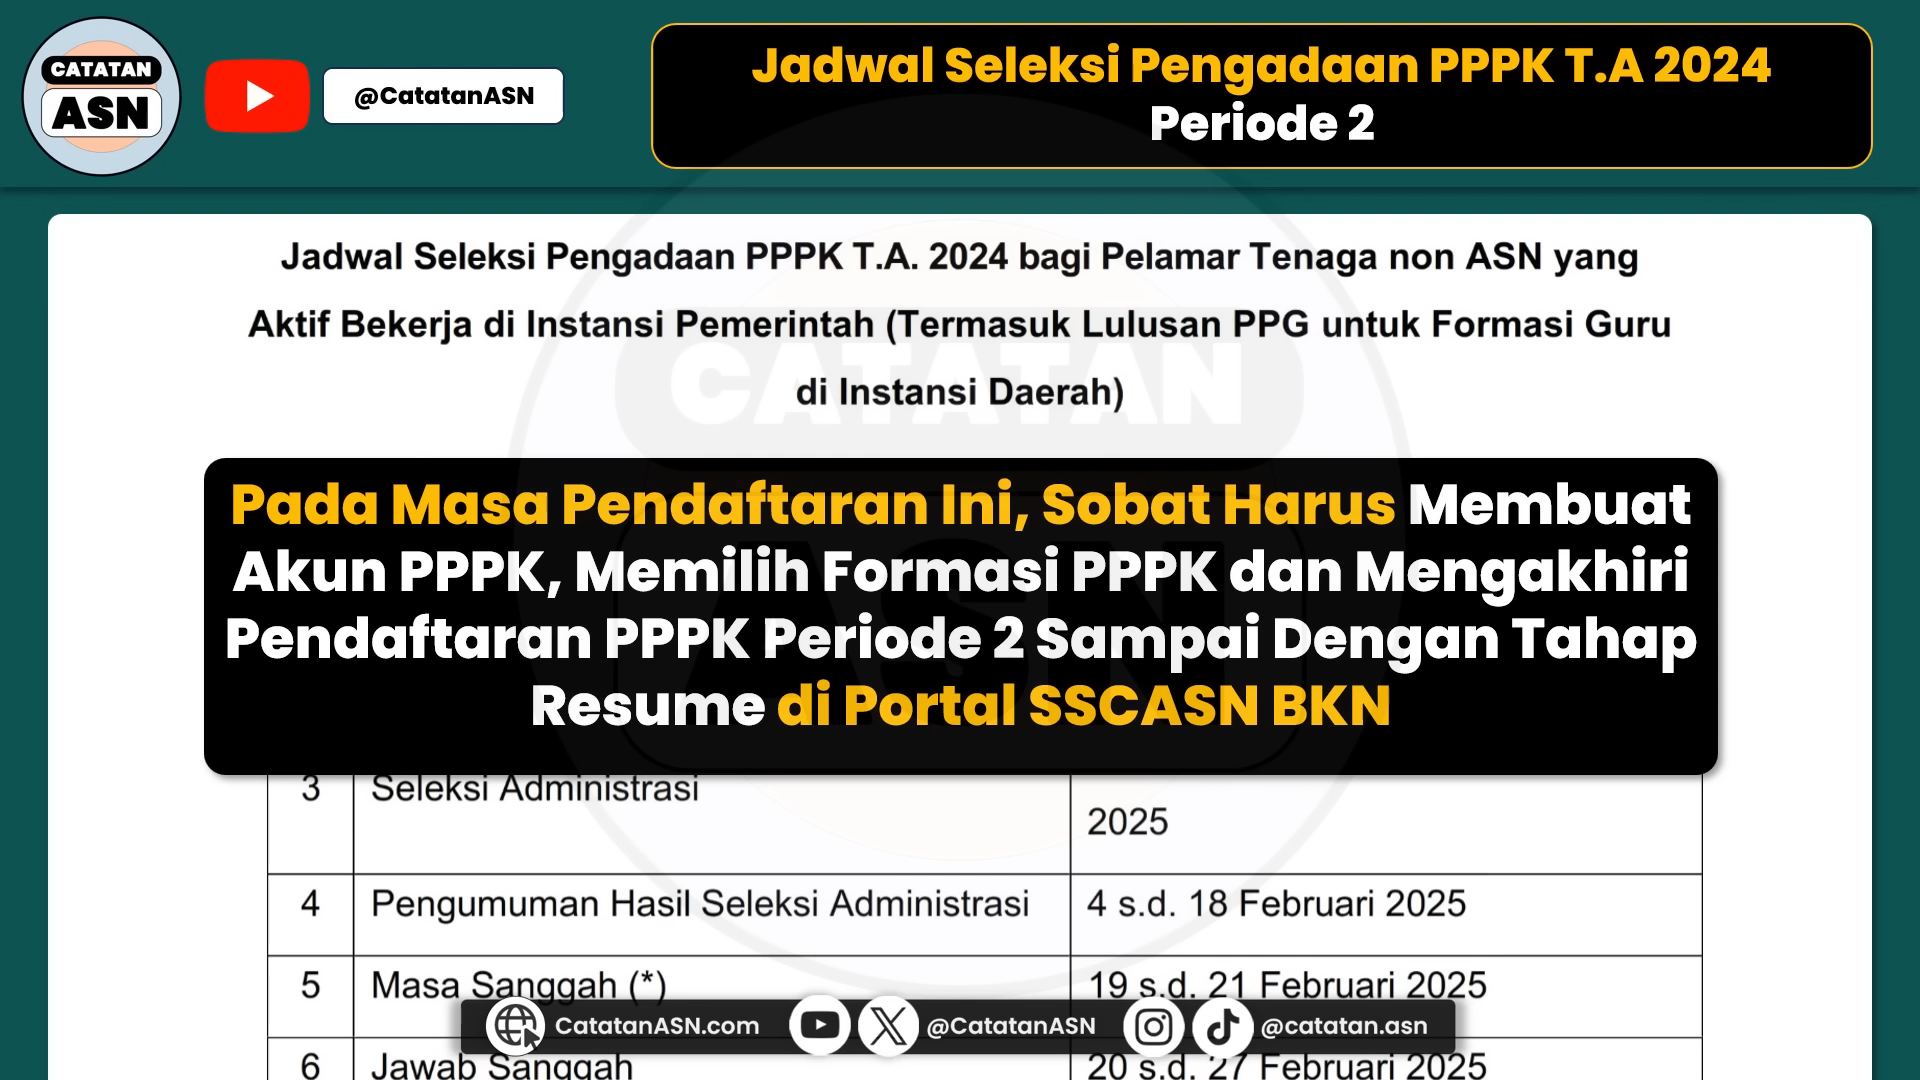 CATATAN
ASN
@CatatanASN
Jadwal Seleksi Pengadaan PPPK T.A 2024
Periode 2
Jadwal Seleksi Pengadaan PPPK T.A. 2024 bagi Pelamar Tenaga non ASN yang
Aktif Bekerja di Instansi Pemerintah (Termasuk Lulusan PPG untuk Formasi Guru
di Instansi Daerah)
CATATAN
ASN
Pada Masa Pendaftaran Ini, Sobat Harus Membuat
Akun PPPK, Memilih Formasi PPPK dan Mengakhiri
Pendaftaran PPPK Periode 2 Sampai Dengan Tahap
Resume di Portal SSCASN BKN
3 Seleksi Administrasi
2025
4 Pengumuman Hasil Seleksi Administrasi 4 s.d. 18 Februari 2025
5 Masa Sanggah (*) 19 s.d. 21 Februari 2025
CatatanASN.com @CatatanASN @catatan.asn
6 Jawab Sanggah 20 s.d. 27 Februari 2025